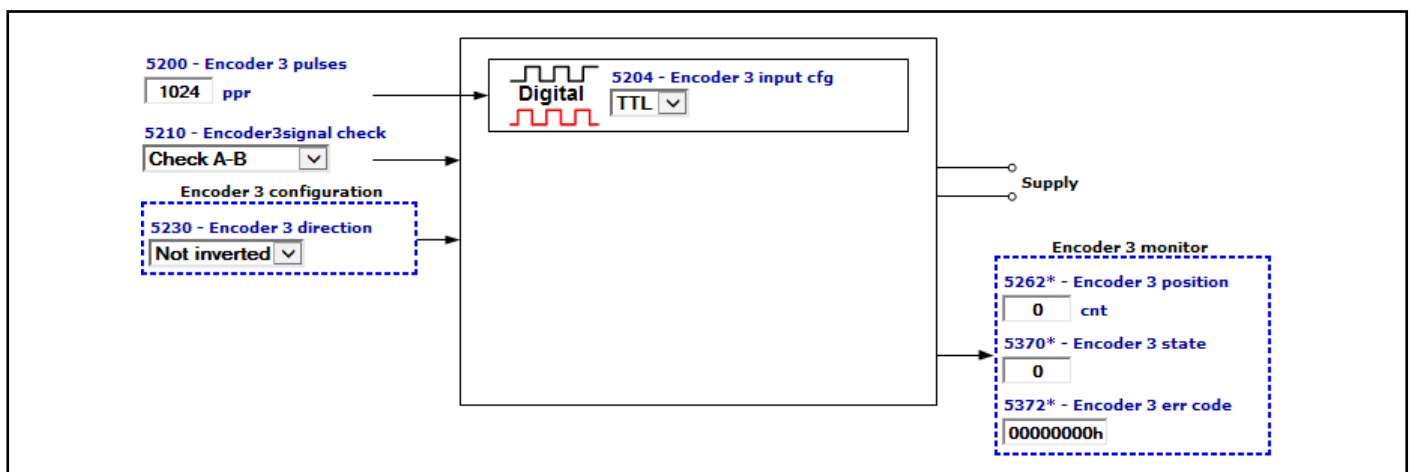 5200 - Encoder 3 pulses
1024 ppr
5210 - Encoder3signal check
Check A-B
Encoder 3 configuration
5230 - Encoder 3 direction
Not inverted
Digital
5204 - Encoder 3 input cfg
TTL
Supply
Encoder 3 monitor
5262* - Encoder 3 position
0 cnt
5370* - Encoder 3 state
0
5372* - Encoder 3 err code
00000000h